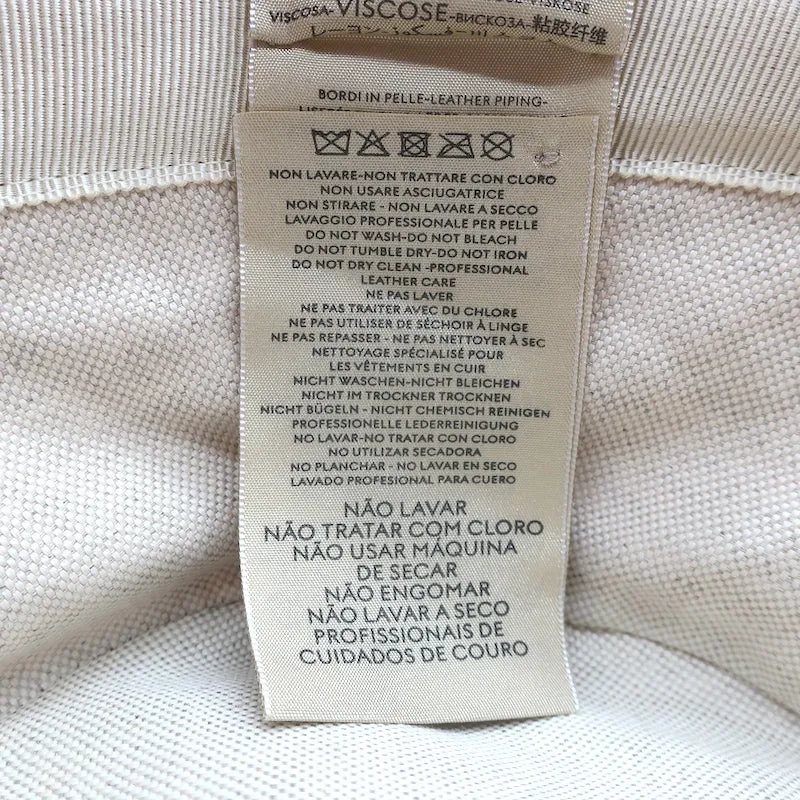 VISCOSA-VISCOSE-ВИСКОЗА-粘胶纤维
BORDI IN PELLE-LEATHER PIPING-
NON LAVARE-NON TRATTARE CON CLORO
NON USARE ASCIUGATRICE
NON STIRARE - NON LAVARE A SECCO
LAVAGGIO PROFESSIONALE PER PELLE
DO NOT WASH-DO NOT BLEACH
DO NOT TUMBLE DRY-DO NOT IRON
DO NOT DRY CLEAN -PROFESSIONAL
LEATHER CARE
NE PAS LAVER
NE PAS TRAITER AVEC DU CHLORE
NE PAS UTILISER DE SÉCHOIR À LINGE
NE PAS REPASSER - NE PAS NETTOYER À SEC
NETTOYAGE SPÉCIALISÉ POUR
LES VÊTEMENTS EN CUIR
NICHT WASCHEN-NICHT BLEICHEN
NICHT IM TROCKNER TROCKNEN
NICHT BÜGELN - NICHT CHEMISCH REINIGEN
PROFESSIONELLE LEDERREINIGUNG
NO LAVAR-NO TRATAR CON CLORO
NO UTILIZAR SECADORA
NO PLANCHAR - NO LAVAR EN SECO
LAVADO PROFESIONAL PARA CUERO
NÃO LAVAR
NÃO TRATAR COM CLORO
NÃO USAR MÁQUINA
DE SECAR
NÃO ENGOMAR
NÃO LAVAR A SECO
PROFISSIONAIS DE
CUIDADOS DE COURO